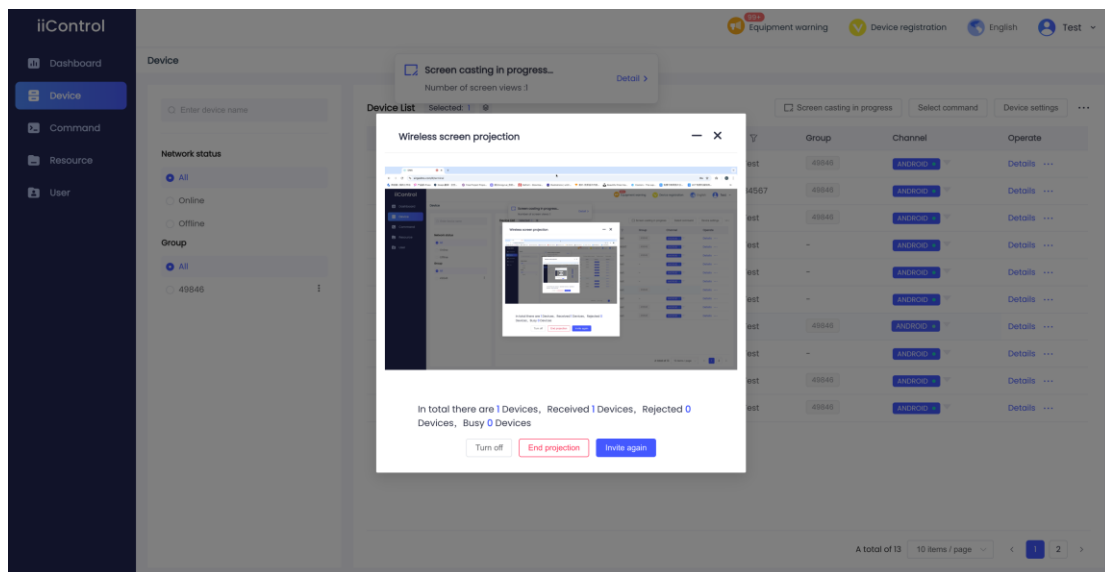 iiControl
99+
Equipment warning
Device registration
English
Test
Dashboard
Device
Command
Resource
User
Device
Screen casting in progress...
Number of screen views :1
Detail >
Enter device name
Network status
All
Online
Offline
Group
All
49846
Device List
Selected: 1
Screen casting in progress
Select command
Device settings
Group
Channel
Operate
est
49846
ANDROID
Details
34567
49846
ANDROID
Details
est
49846
ANDROID
Details
est
-
ANDROID
Details
est
-
ANDROID
Details
est
-
ANDROID
Details
est
49846
ANDROID
Details
est
-
ANDROID
Details
est
49846
ANDROID
Details
Wireless screen projection
In total there are 1 Devices, Received 1 Devices, Rejected 0
Devices, Busy 0 Devices
Turn off
End projection
Invite again
A total of 13
10 items / page
< 1 2 >